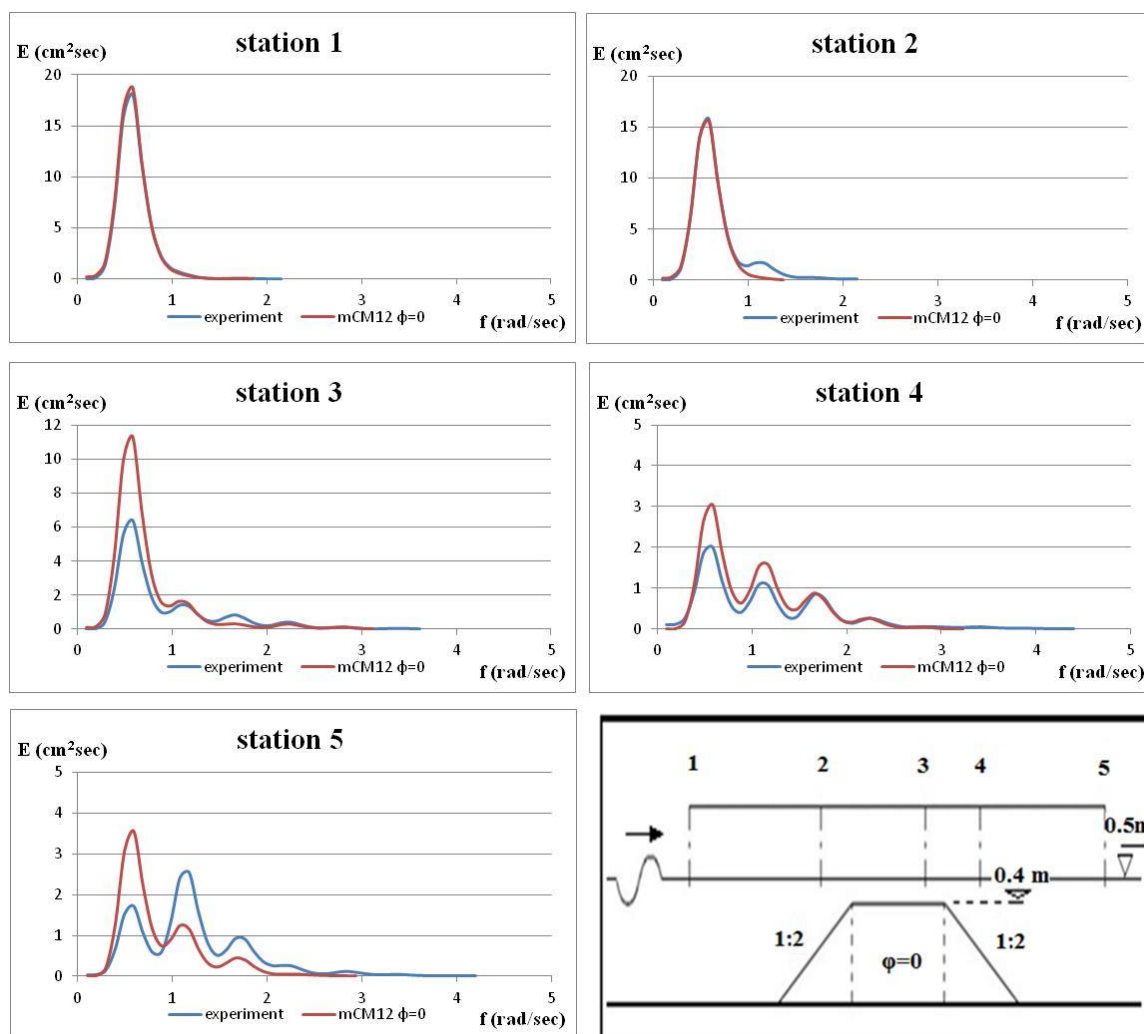 station 1
E (cm²sec)
20
15
10
5
0
0 1 2 3 4 5
experiment mCM12 ϕ=0 f (rad/sec)
station 2
E (cm²sec)
20
15
10
5
0
0 1 2 3 4 5
experiment mCM12 ϕ=0 f (rad/sec)
station 3
E (cm²sec)
12
10
8
6
4
2
0
0 1 2 3 4 5
experiment mCM12 ϕ=0 f (rad/sec)
station 4
E (cm²sec)
5
4
3
2
1
0
0 1 2 3 4 5
experiment mCM12 ϕ=0 f (rad/sec)
station 5
E (cm²sec)
5
4
3
2
1
0
0 1 2 3 4 5
experiment mCM12 ϕ=0 f (rad/sec)
1 2 3 4 5
0.5m
0.4 m
1:2 1:2
φ=0